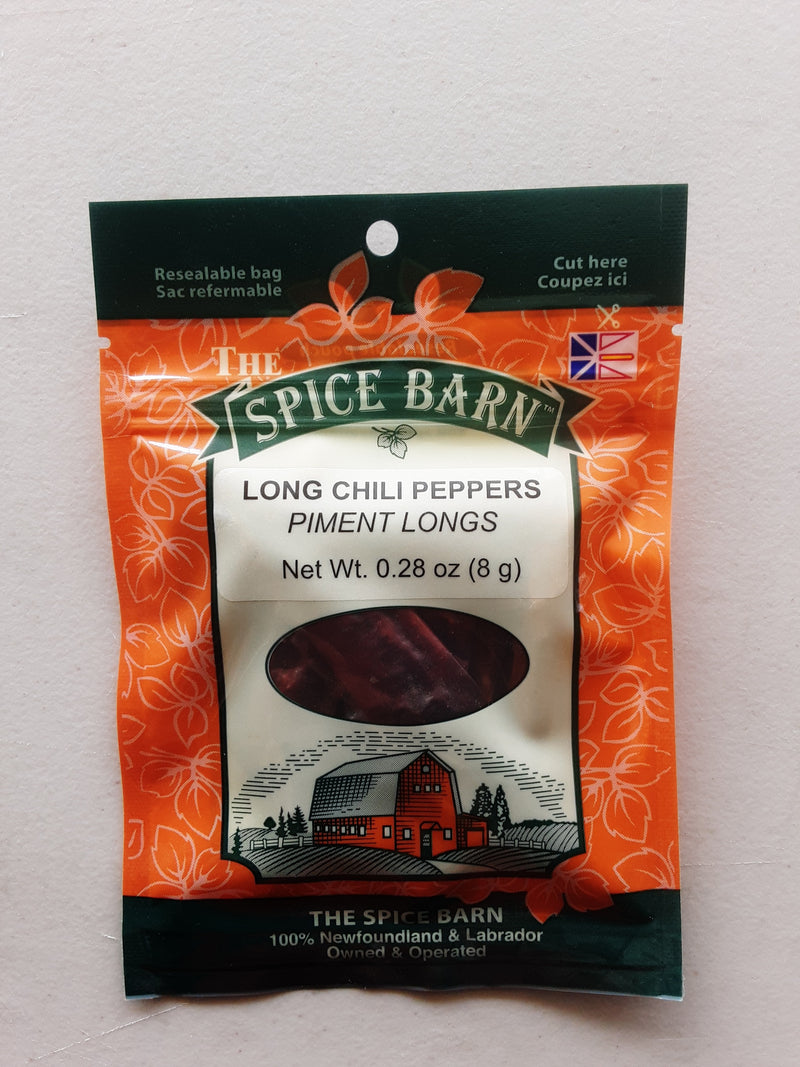 Resealable bag
Sac refermable
Cut here
Coupez ici
THE
SPICE BARN™
LONG CHILI PEPPERS
PIMENT LONGS
Net Wt. 0.28 oz (8 g)
THE SPICE BARN
100% Newfoundland & Labrador
Owned & Operated